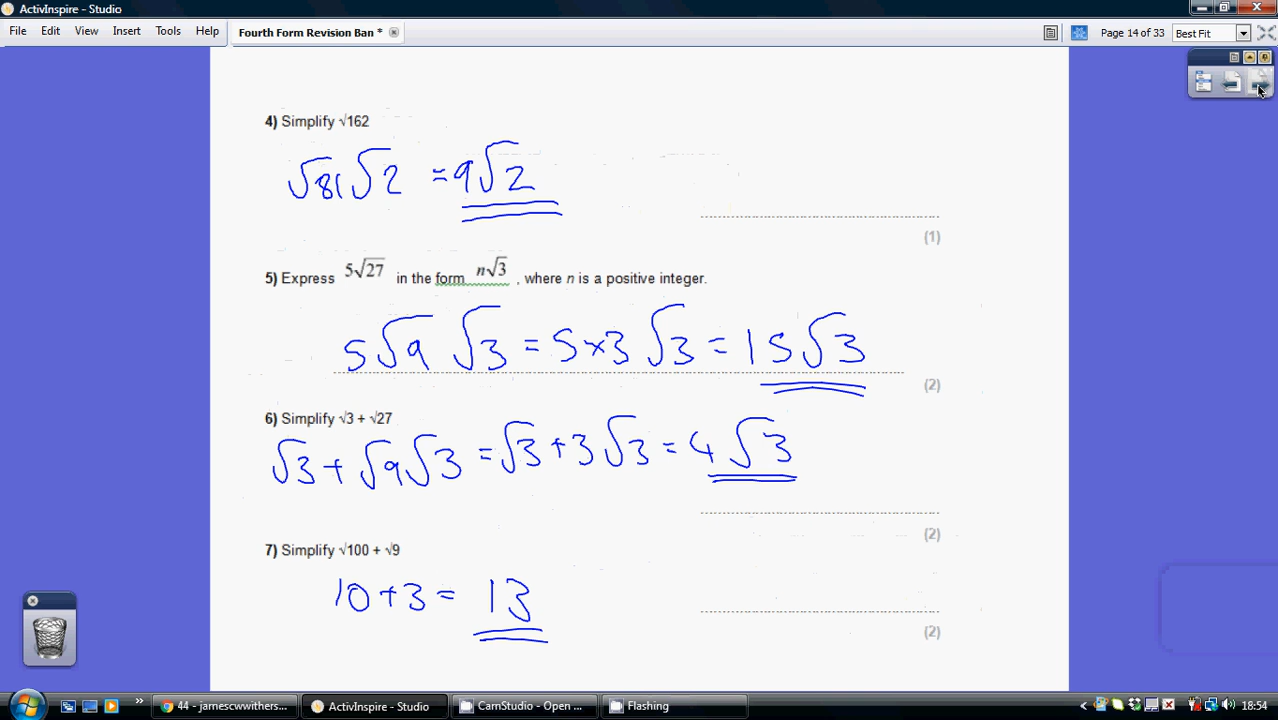 ActivInspire - Studio
File Edit View Insert Tools Help Fourth Form Revision Ban * Page 14 of 33 Best Fit
4) Simplify √162
√81√2 = 9√2
(1)
5) Express 5√27 in the form n√3 , where n is a positive integer.
5√9 √3 = 5×3 √3 = 15√3
(2)
6) Simplify √3 + √27
√3 + √9√3 = √3 + 3√3 = 4√3
(2)
7) Simplify √100 + √9
10 + 3 = 13
(2)
44 - jamescwwithers... ActivInspire - Studio CamStudio - Open ... Flashing 18:54